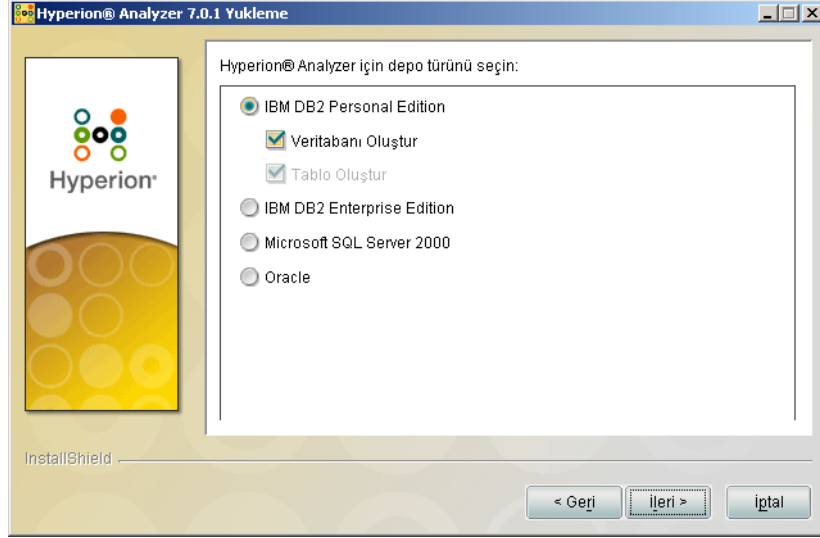 Hyperion® Analyzer 7.0.1 Yukleme
Hyperion® Analyzer için depo türünü seçin:
IBM DB2 Personal Edition
Veritabanı Oluştur
Tablo Oluştur
IBM DB2 Enterprise Edition
Microsoft SQL Server 2000
Oracle
Hyperion
InstallShield
< Geri
İleri >
İptal